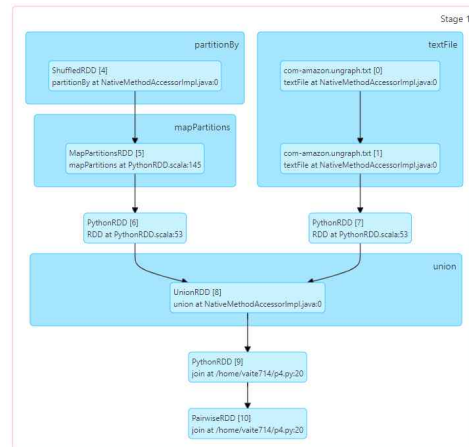 Stage 1
partitionBy
ShuffledRDD [4]
partitionBy at NativeMethodAccessorImpl.java:0
mapPartitions
MapPartitionsRDD [5]
mapPartitions at PythonRDD.scala:145
PythonRDD [6]
RDD at PythonRDD.scala:53
textFile
com-amazon.ungraph.txt [0]
textFile at NativeMethodAccessorImpl.java:0
com-amazon.ungraph.txt [1]
textFile at NativeMethodAccessorImpl.java:0
PythonRDD [7]
RDD at PythonRDD.scala:53
union
UnionRDD [8]
union at NativeMethodAccessorImpl.java:0
PythonRDD [9]
join at /home/vaite714/p4.py:20
PairwiseRDD [10]
join at /home/vaite714/p4.py:20